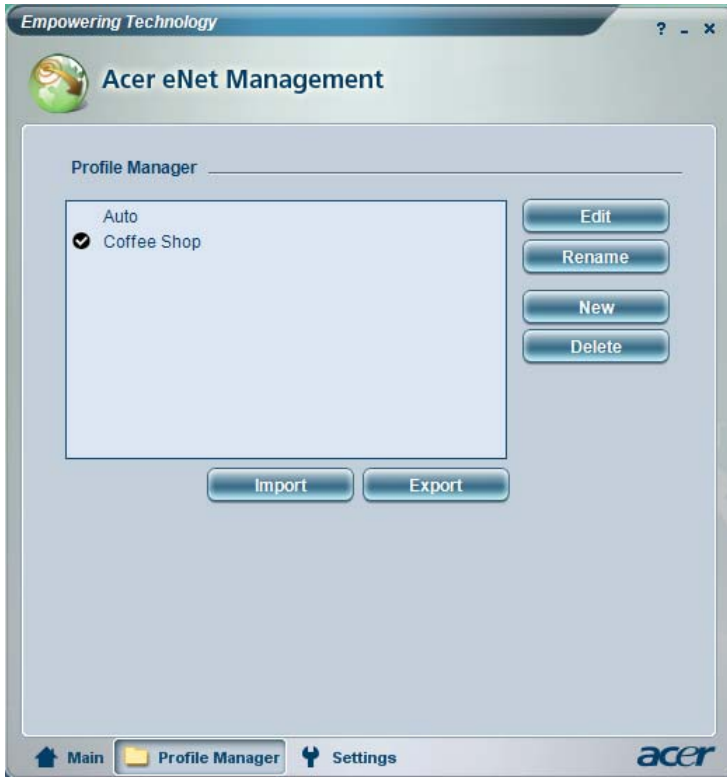 Empowering Technology
? - ×
Acer eNet Management
Profile Manager
Auto
Coffee Shop
Edit
Rename
New
Delete
Import
Export
Main
Profile Manager
Settings
acer